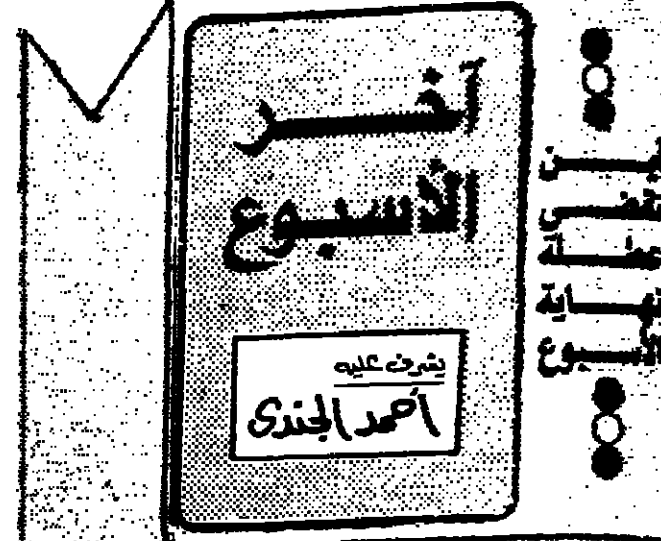 آخر
الأسبوع
يشرف عليه
أحمد الجندى
تقضى
عطلة
نهاية
الأسبوع